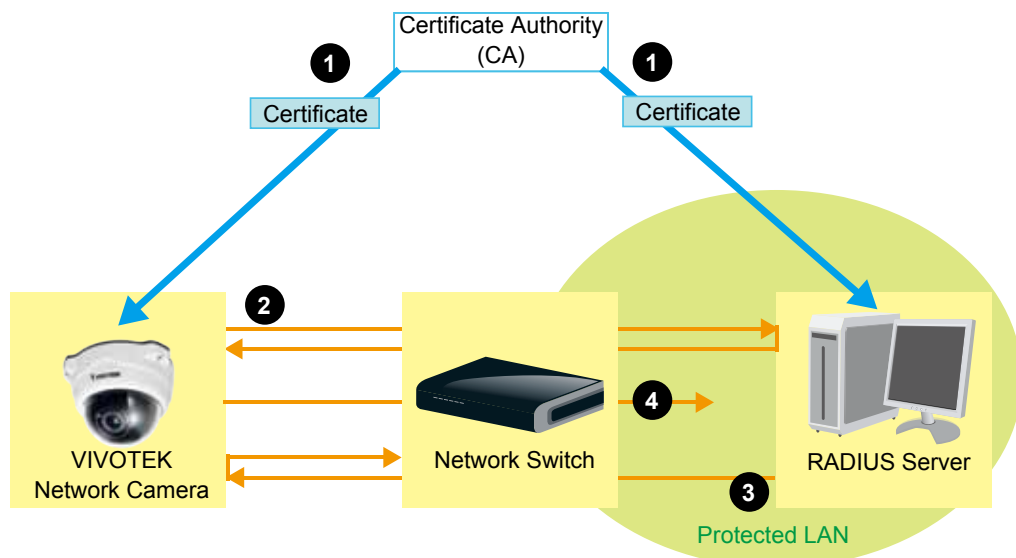 Certificate Authority
(CA)
1
1
Certificate
Certificate
2
4
VIVOTEK
Network Camera
Network Switch
RADIUS Server
3
Protected LAN